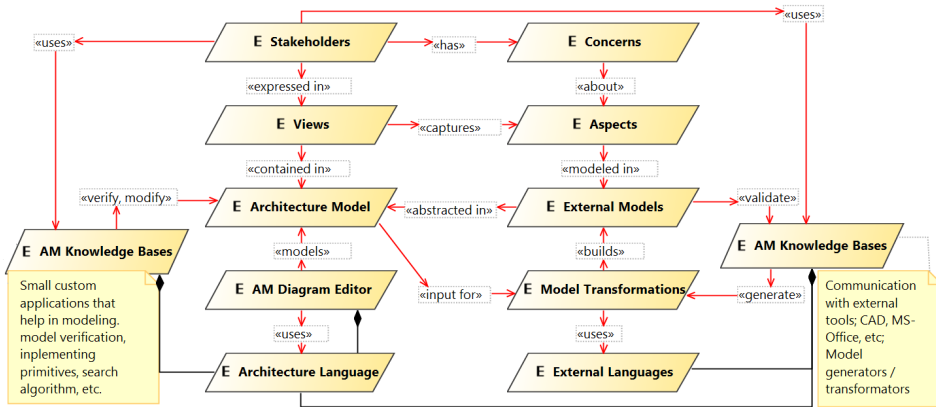 «uses»
«uses»
E Stakeholders
«has»
E Concerns
«expressed in»
«about»
E Views
«captures»
E Aspects
«contained in»
«modeled in»
«verify, modify»
E Architecture Model
«abstracted in»
E External Models
«validate»
E AM Knowledge Bases
«models»
«builds»
E AM Knowledge Bases
Small custom
applications that
help in modeling.
model verification,
inplementing
primitives, search
algorithm, etc.
E AM Diagram Editor
«input for»
E Model Transformations
«generate»
Communication
with external
tools; CAD, MS-
Office, etc;
Model
generators /
transformators
«uses»
«uses»
E Architecture Language
E External Languages